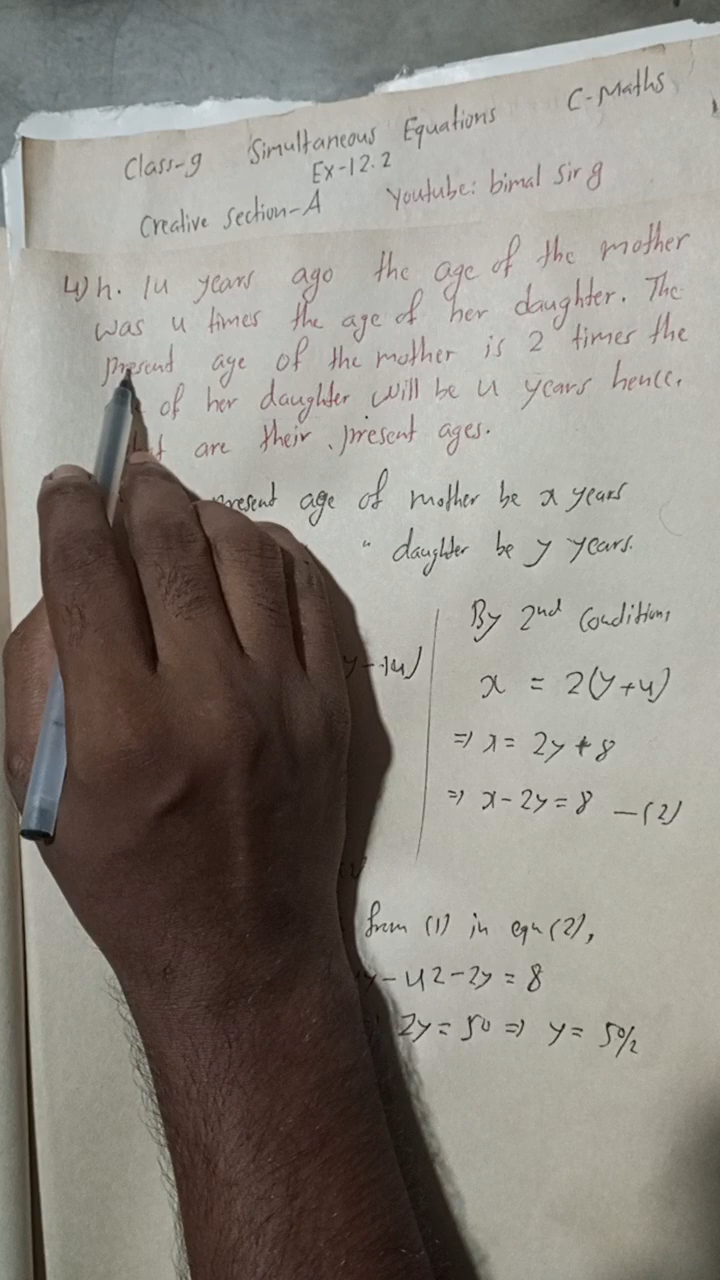 Class-9 Simultaneous Equations C-Maths
Ex-12.2
Creative Section-A Youtube: bimal Sir g
4) h. 14 years ago the age of the mother
was 4 times the age of her daughter. The
present age of the mother is 2 times the
of her daughter will be 4 years hence.
are their present ages.
present age of mother be x years
" daughter be y years.
y-14)
By 2nd Condition,
x = 2(y+4)
⇒ x = 2y + 8
⇒ x - 2y = 8 —(2)
from (1) in eqn (2),
y - 42 - 2y = 8
2y = 50 ⇒ y = 50/2